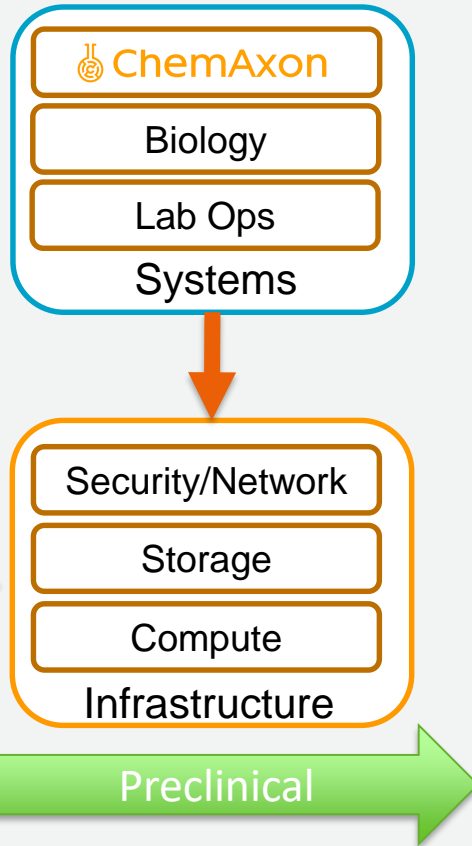 ChemAxon
Biology
Lab Ops
Systems
Security/Network
Storage
Compute
Infrastructure
Preclinical